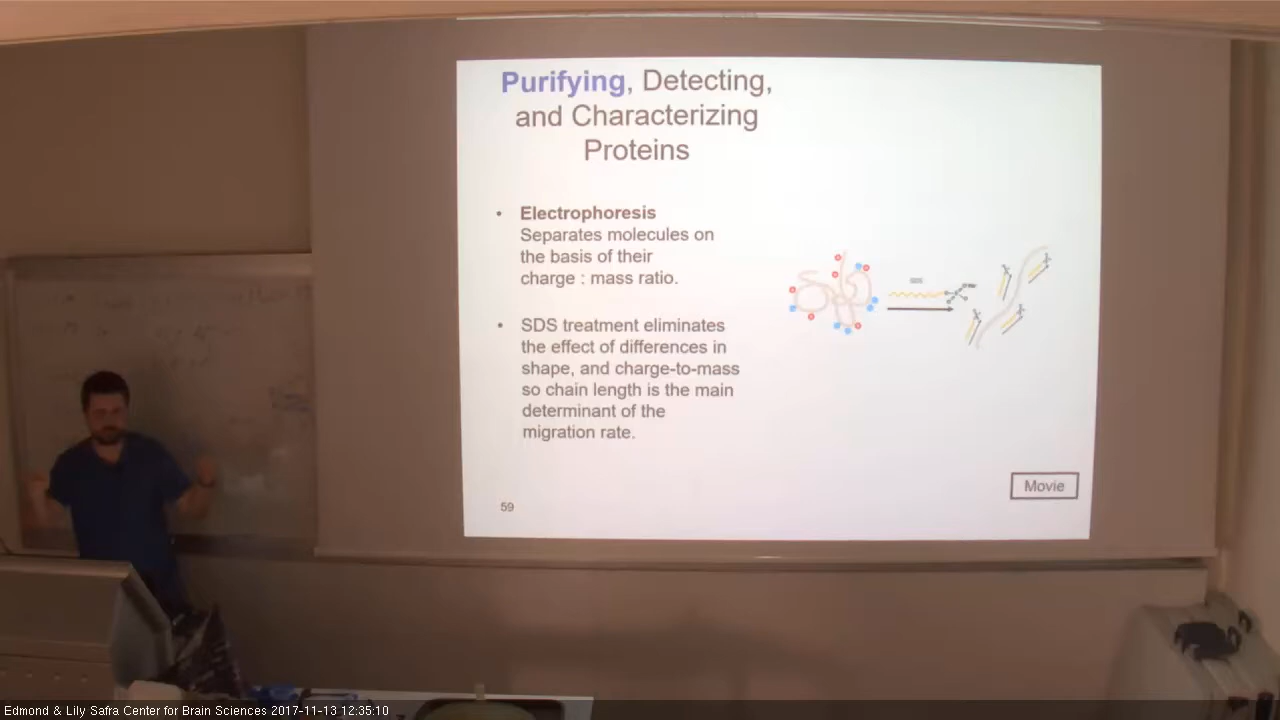 Purifying, Detecting,
and Characterizing
Proteins
• Electrophoresis
Separates molecules on
the basis of their
charge : mass ratio.
• SDS treatment eliminates
the effect of differences in
shape, and charge-to-mass
so chain length is the main
determinant of the
migration rate.
SDS
Movie
59
Edmond & Lily Safra Center for Brain Sciences 2017-11-13 12:35:10